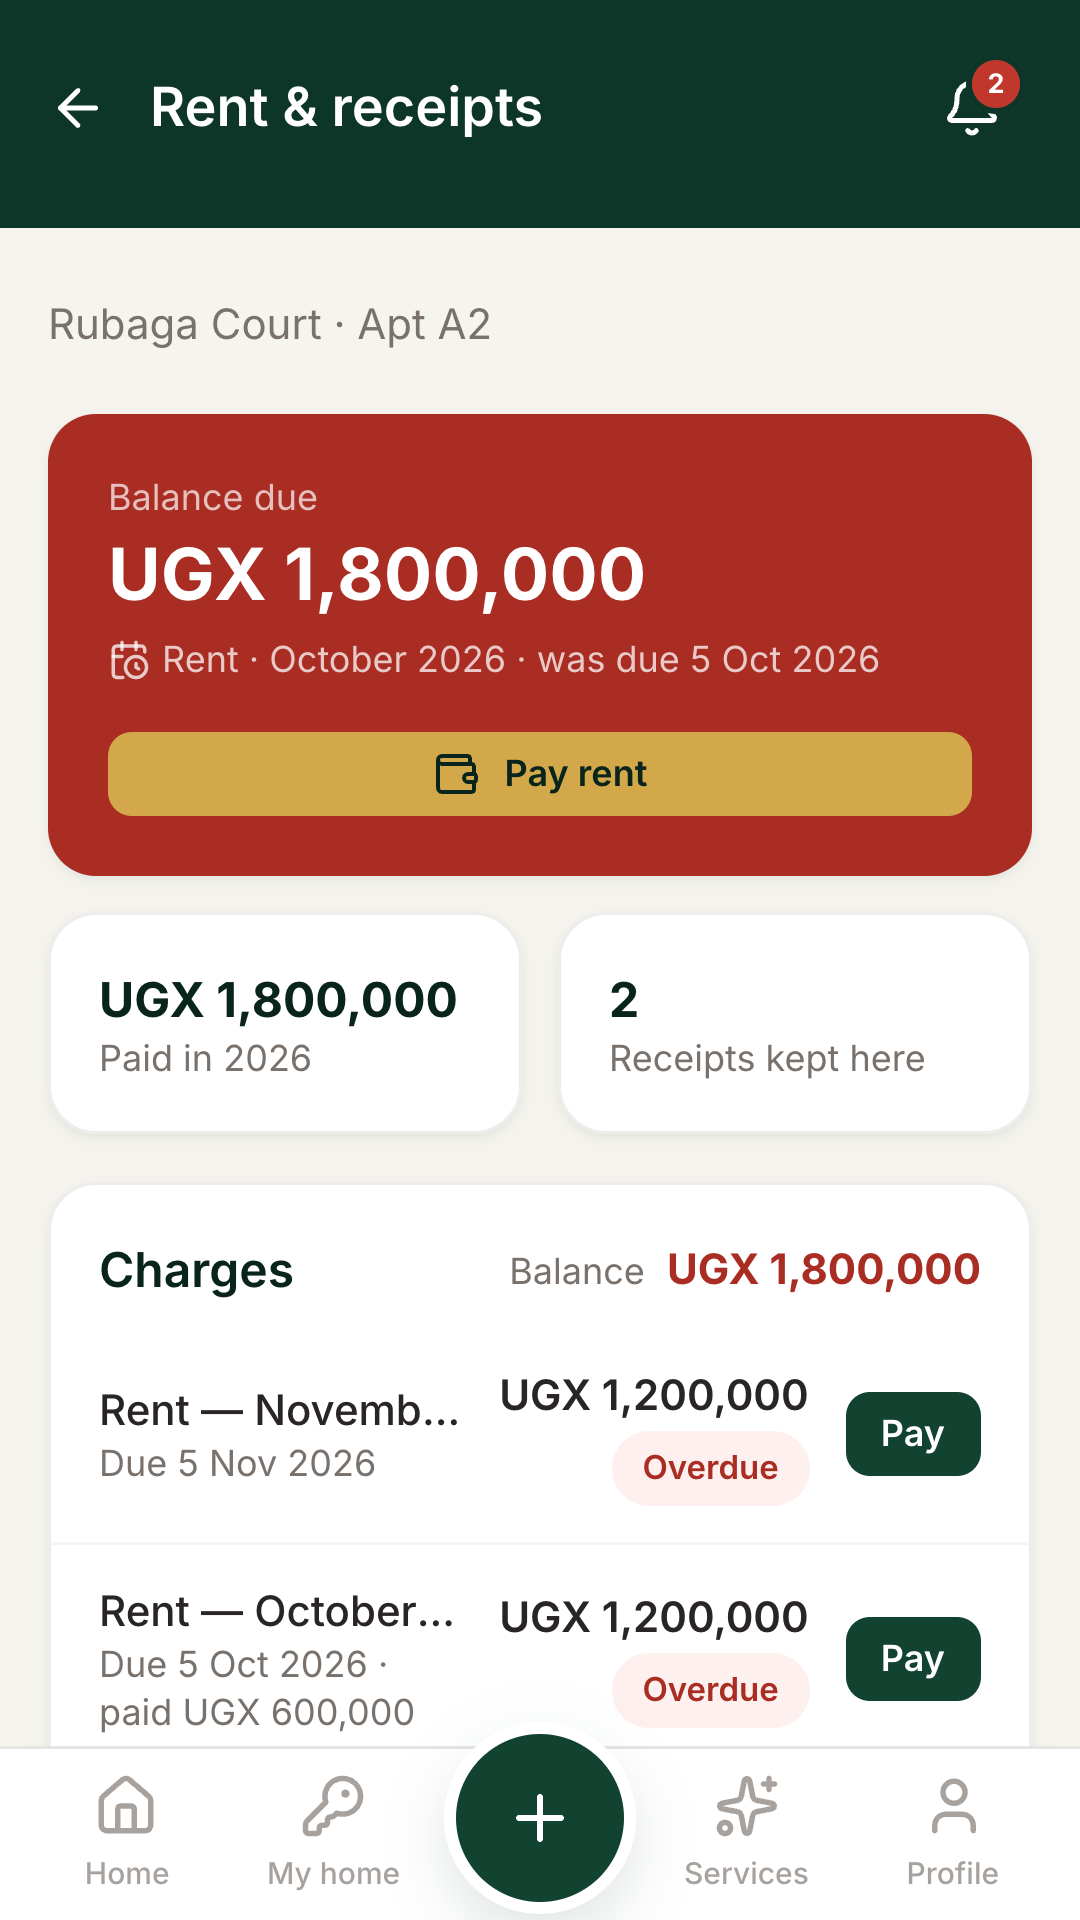 Rent & receipts
2
Rubaga Court · Apt A2
Balance due
UGX 1,800,000
Rent · October 2026 · was due 5 Oct 2026
Pay rent
UGX 1,800,000
Paid in 2026
2
Receipts kept here
Charges
Balance UGX 1,800,000
Rent — Novemb...
Due 5 Nov 2026
UGX 1,200,000
Overdue
Pay
Rent — October...
Due 5 Oct 2026 ·
paid UGX 600,000
UGX 1,200,000
Overdue
Pay
Home
My home
Services
Profile